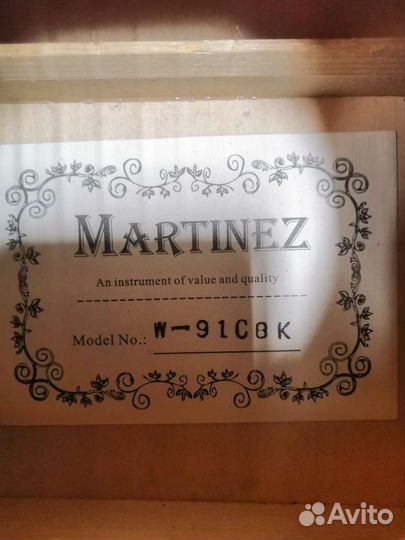 MARTINEZ
An instrument of value and quality
Model No.: W-91CBK
Avito